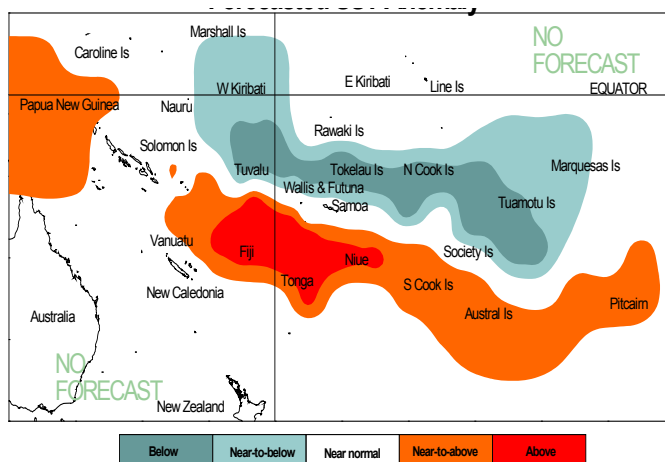 Forecasted SST Anomaly
Marshall Is
NO
FORECAST
Caroline Is
E Kiribati
Line Is
W Kiribati
EQUATOR
Papua New Guinea
Nauru
Rawaki Is
Solomon Is
Tuvalu
Tokelau Is
N Cook Is
Marquesas Is
Wallis & Futuna
Samoa
Tuamotu Is
Vanuatu
Fiji
Niue
Society Is
Tonga
S Cook Is
New Caledonia
Pitcairn
Australia
Austral Is
NO
FORECAST
New Zealand
Below
Near-to-below
Near normal
Near-to-above
Above